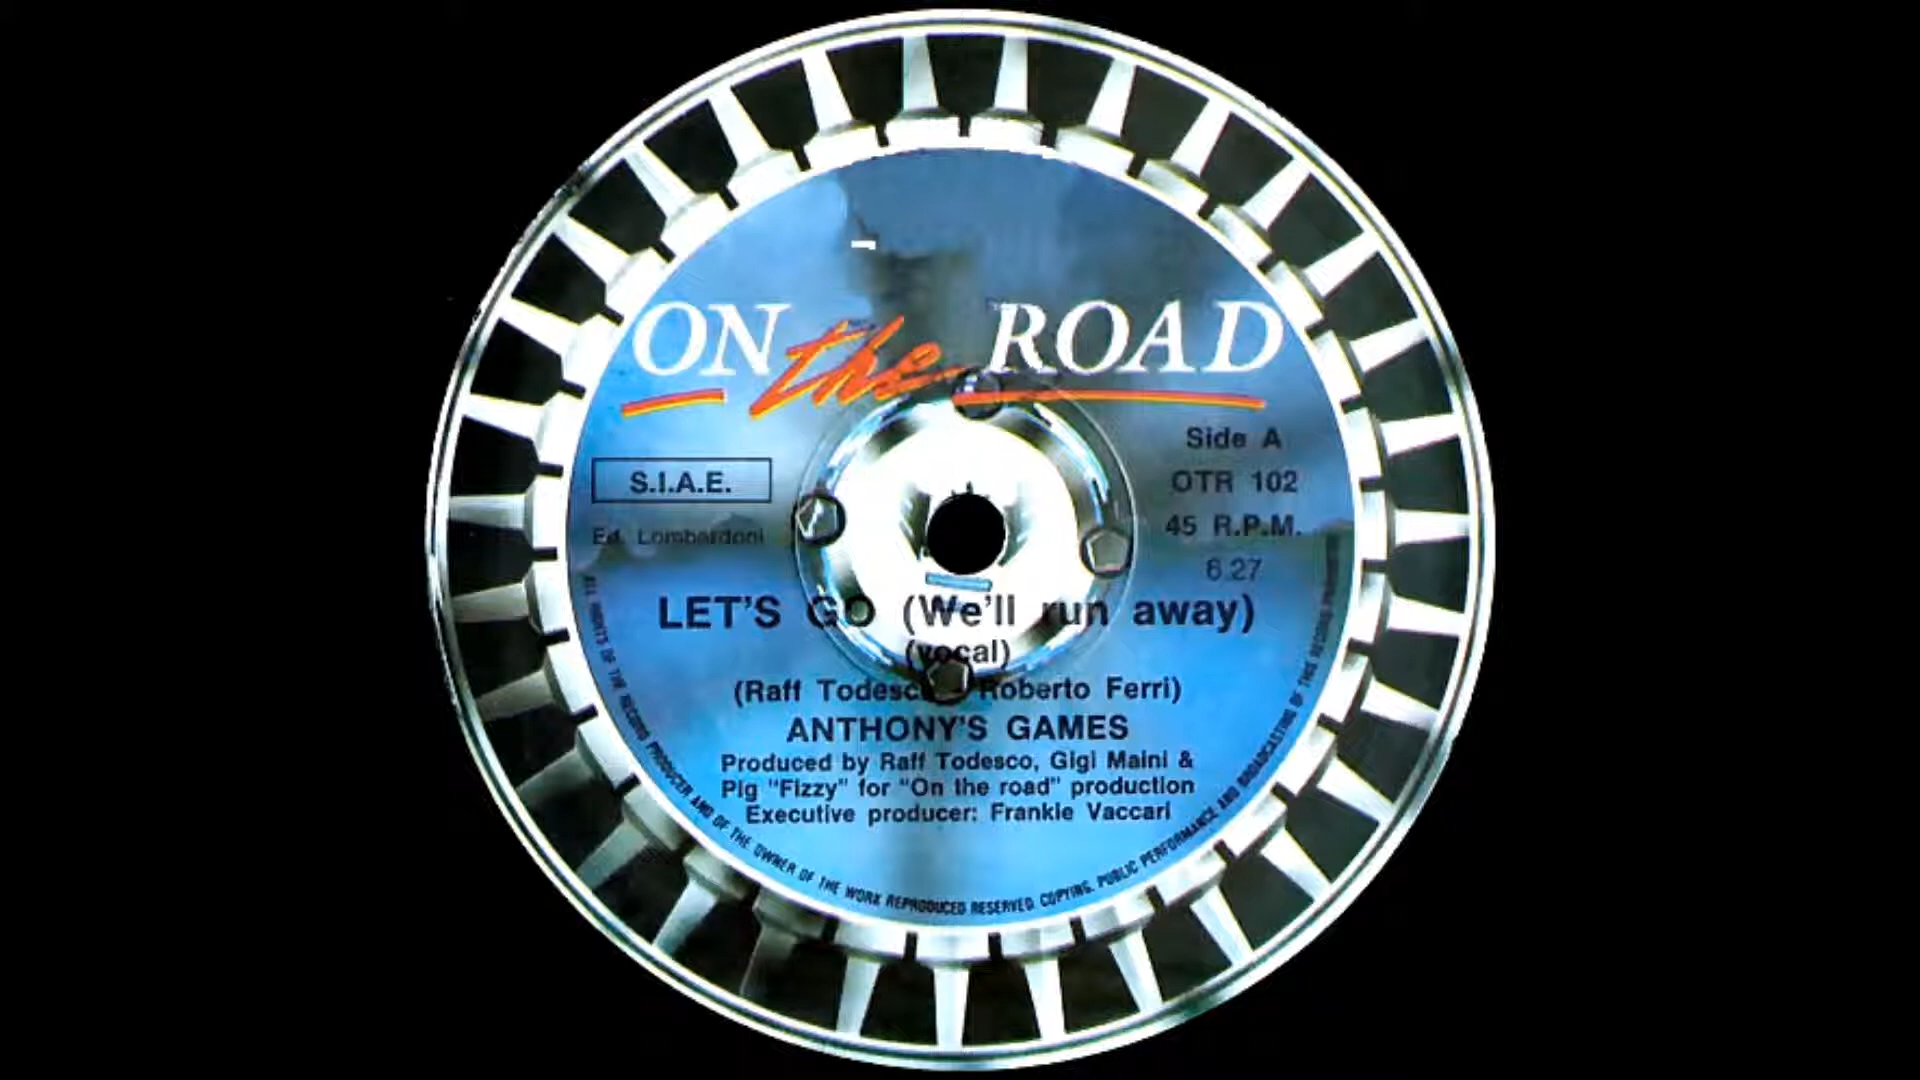 ON the ROAD
Side A
S.I.A.E.
OTR 102
Ed. Lombardoni
45 R.P.M.
6.27
LET'S GO (We'll run away)
(vocal)
(Raff Todesco - Roberto Ferri)
ANTHONY'S GAMES
Produced by Raff Todesco, Gigi Maini &
Pig "Fizzy" for "On the road" production
Executive producer: Frankie Vaccari
ALL RIGHTS OF THE RECORD PRODUCER AND OF THE OWNER OF THE WORK REPRODUCED RESERVED COPYING, PUBLIC PERFORMANCE AND BROADCASTING OF THIS RECORD PROHIBITED